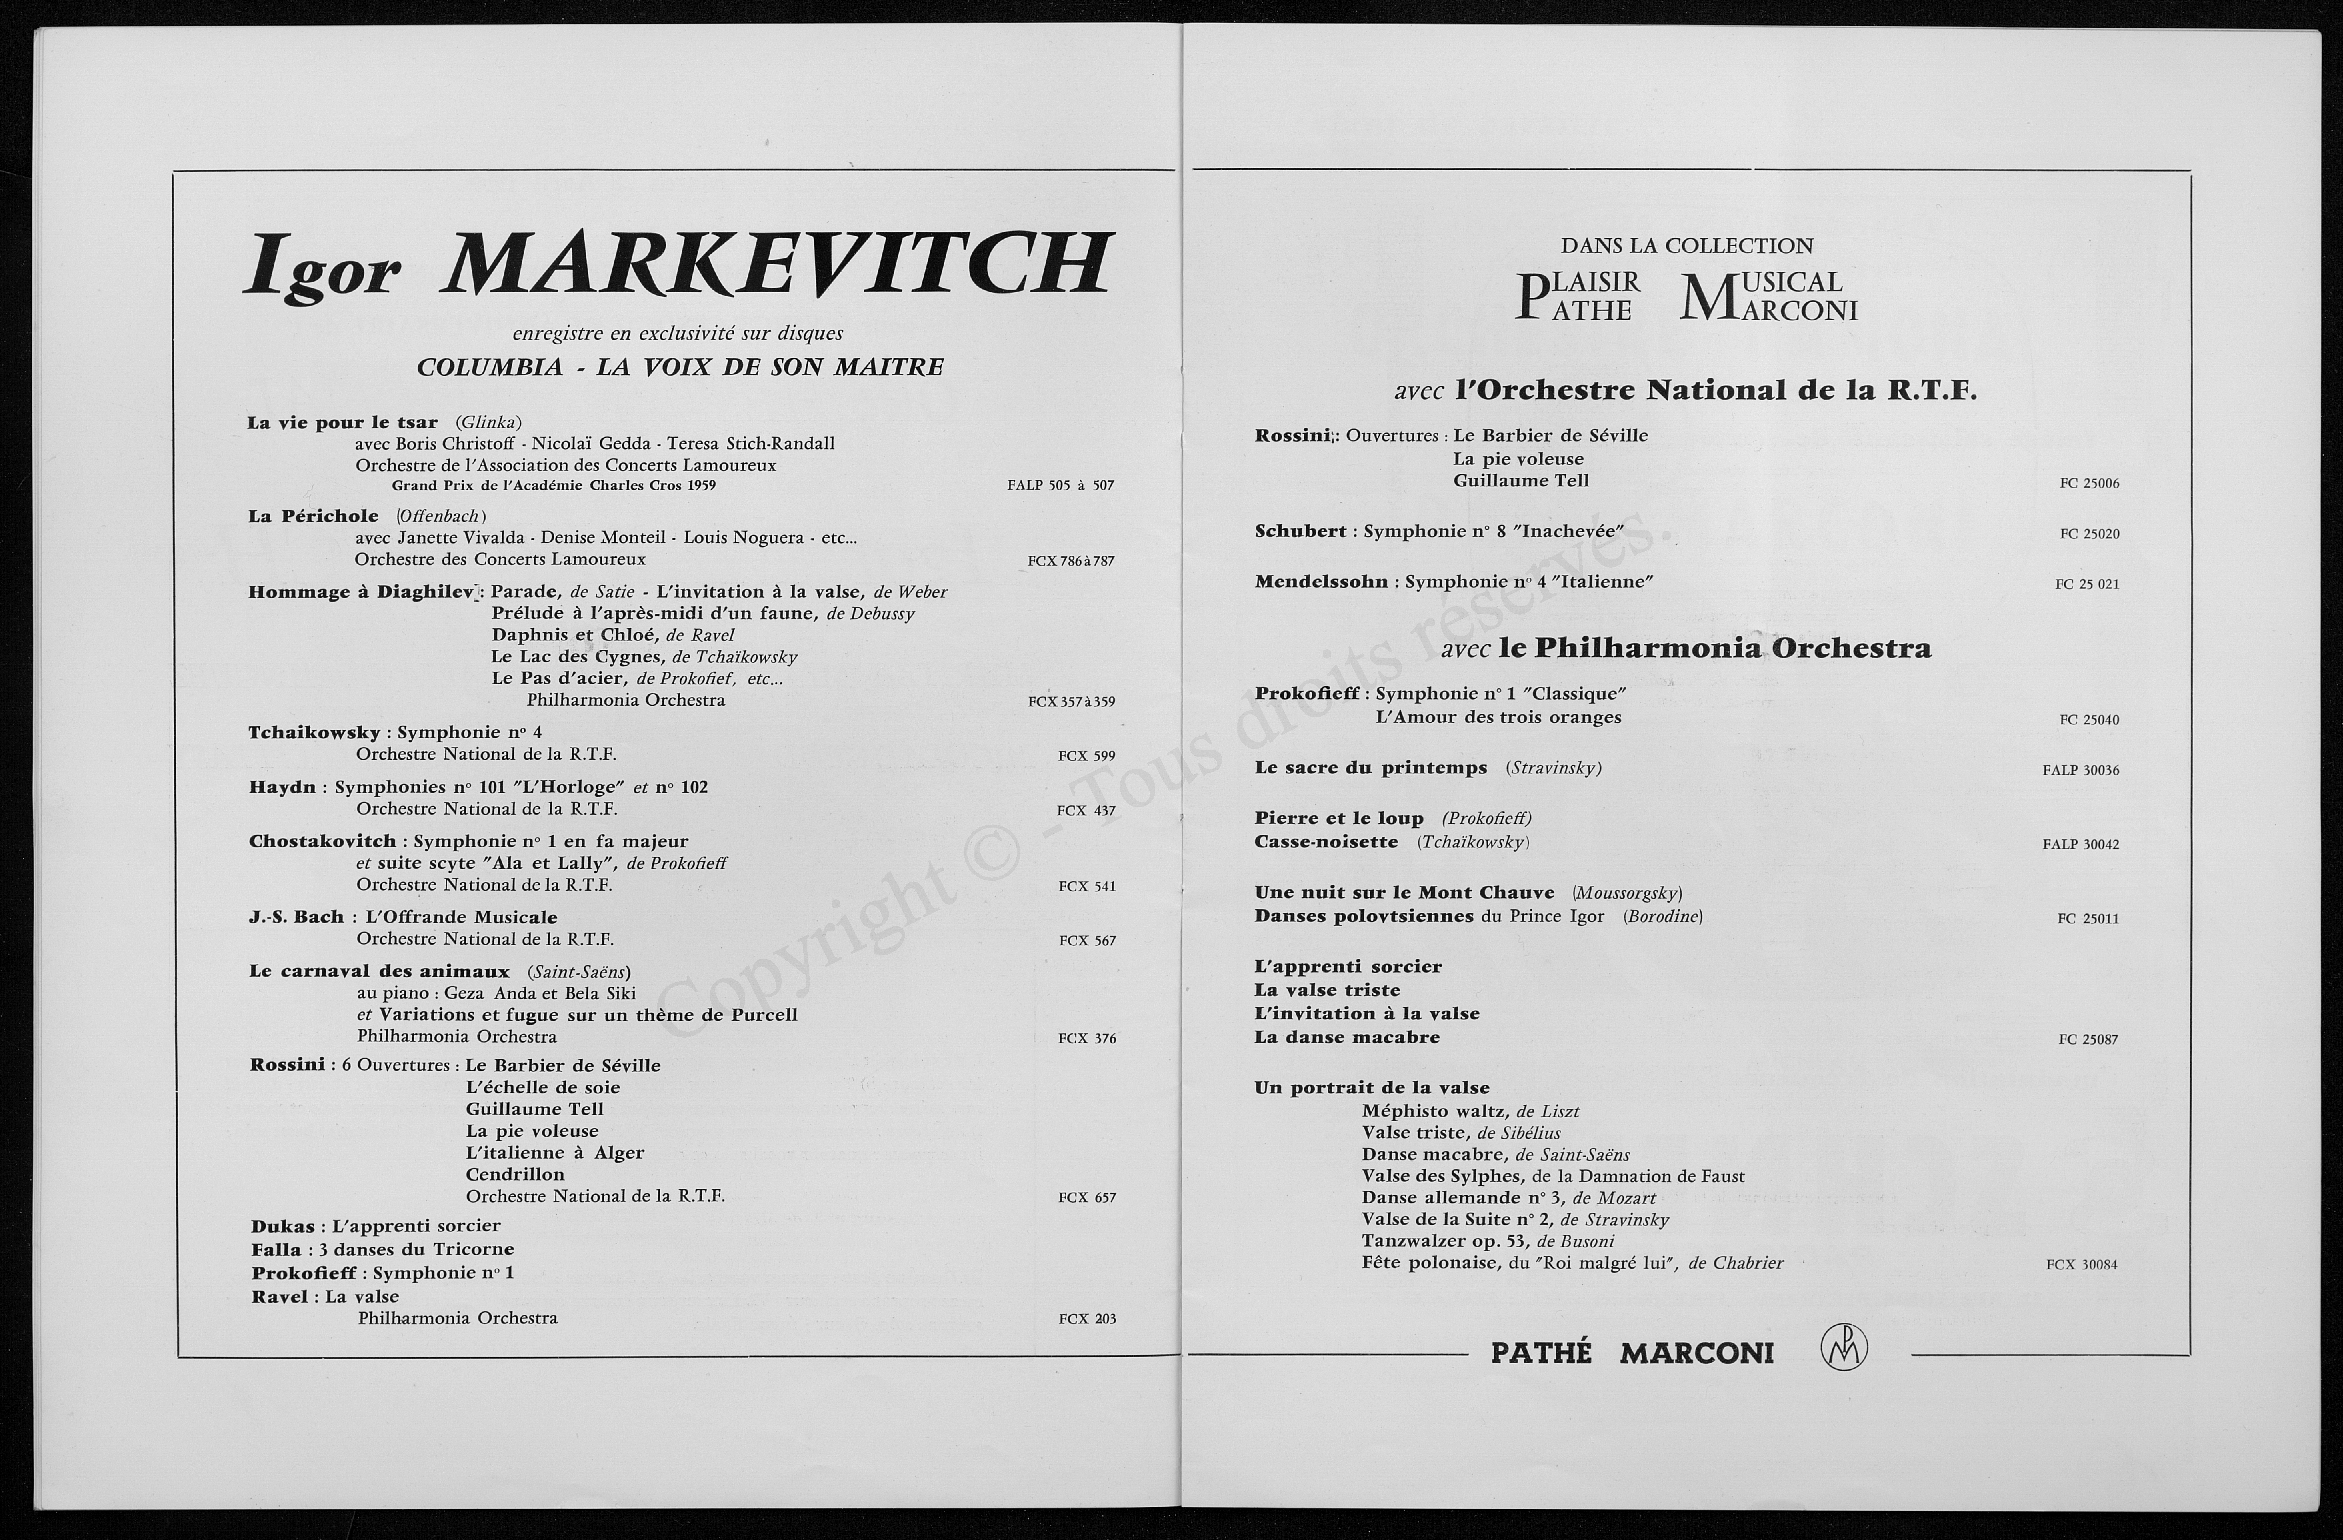 Igor MARKEVITCH
enregistre en exclusivité sur disques
COLUMBIA - LA VOIX DE SON MAITRE
La vie pour le tsar (Glinka)
avec Boris Christoff - Nicolaï Gedda - Teresa Stich-Randall
Orchestre de l'Association des Concerts Lamoureux
Grand Prix de l'Académie Charles Cros 1959 FALP 505 à 507
La Périchole (Offenbach)
avec Janette Vivalda - Denise Monteil - Louis Noguera - etc...
Orchestre des Concerts Lamoureux FCX 786 à 787
Hommage à Diaghilev : Parade, de Satie - L'invitation à la valse, de Weber
Prélude à l'après-midi d'un faune, de Debussy
Daphnis et Chloé, de Ravel
Le Lac des Cygnes, de Tchaïkowsky
Le Pas d'acier, de Prokofief, etc...
Philharmonia Orchestra FCX 357 à 359
Tchaikowsky : Symphonie nº 4
Orchestre National de la R.T.F. FCX 599
Haydn : Symphonies nº 101 "L'Horloge" et nº 102
Orchestre National de la R.T.F. FCX 437
Chostakovitch : Symphonie nº 1 en fa majeur
et suite scyte "Ala et Lally", de Prokofieff
Orchestre National de la R.T.F. FCX 541
J.-S. Bach : L'Offrande Musicale
Orchestre National de la R.T.F. FCX 567
Le carnaval des animaux (Saint-Saëns)
au piano : Geza Anda et Bela Siki
et Variations et fugue sur un thème de Purcell
Philharmonia Orchestra FCX 376
Rossini : 6 Ouvertures : Le Barbier de Séville
L'échelle de soie
Guillaume Tell
La pie voleuse
L'italienne à Alger
Cendrillon
Orchestre National de la R.T.F. FCX 657
Dukas : L'apprenti sorcier
Falla : 3 danses du Tricorne
Prokofieff : Symphonie nº 1
Ravel : La valse
Philharmonia Orchestra FCX 203
DANS LA COLLECTION
PLAISIR MUSICAL
PATHE MARCONI
avec l'Orchestre National de la R.T.F.
Rossini : Ouvertures : Le Barbier de Séville
La pie voleuse
Guillaume Tell FC 25006
Schubert : Symphonie nº 8 "Inachevée" FC 25020
Mendelssohn : Symphonie nº 4 "Italienne" FC 25 021
avec le Philharmonia Orchestra
Prokofieff : Symphonie nº 1 "Classique"
L'Amour des trois oranges FC 25040
Le sacre du printemps (Stravinsky) FALP 30036
Pierre et le loup (Prokofieff)
Casse-noisette (Tchaïkowsky) FALP 30042
Une nuit sur le Mont Chauve (Moussorgsky)
Danses polovtsiennes du Prince Igor (Borodine) FC 25011
L'apprenti sorcier
La valse triste
L'invitation à la valse
La danse macabre FC 25087
Un portrait de la valse
Méphisto waltz, de Liszt
Valse triste, de Sibélius
Danse macabre, de Saint-Saëns
Valse des Sylphes, de la Damnation de Faust
Danse allemande nº 3, de Mozart
Valse de la Suite nº 2, de Stravinsky
Tanzwalzer op. 53, de Busoni
Fête polonaise, du "Roi malgré lui", de Chabrier FCX 30084
PATHÉ MARCONI PM
Copyright © - Tous droits réservés.